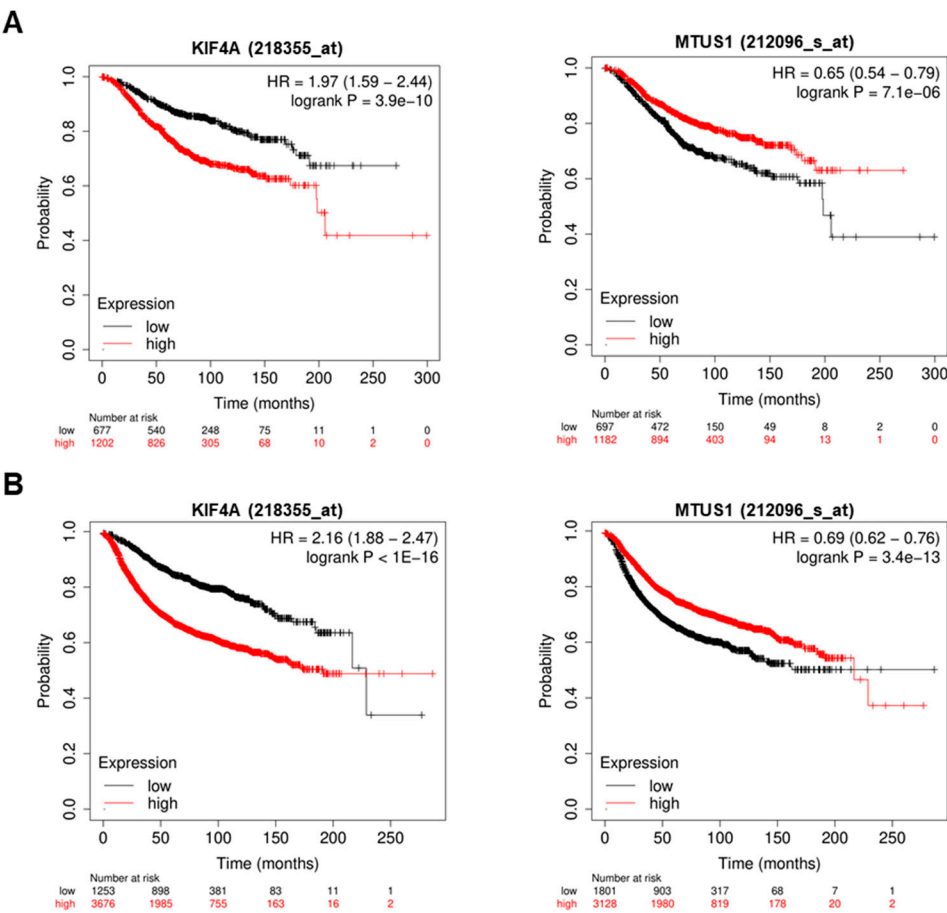 A
KIF4A (218355_at)
HR = 1.97 (1.59 – 2.44)
logrank P = 3.9e−10
Probability
1.0
0.8
0.6
0.4
0.2
0.0
Expression
low
high
0 50 100 150 200 250 300
Time (months)
Number at risk
low 677 540 248 75 11 1 0
high 1202 826 305 68 10 2 0
MTUS1 (212096_s_at)
HR = 0.65 (0.54 – 0.79)
logrank P = 7.1e−06
Probability
1.0
0.8
0.6
0.4
0.2
0.0
Expression
low
high
0 50 100 150 200 250 300
Time (months)
Number at risk
low 697 472 150 49 8 2 0
high 1182 894 403 94 13 1 0
B
KIF4A (218355_at)
HR = 2.16 (1.88 – 2.47)
logrank P < 1E−16
Probability
1.0
0.8
0.6
0.4
0.2
0.0
Expression
low
high
0 50 100 150 200 250
Time (months)
Number at risk
low 1253 898 381 83 11 1
high 3676 1985 755 163 16 2
MTUS1 (212096_s_at)
HR = 0.69 (0.62 – 0.76)
logrank P = 3.4e−13
Probability
1.0
0.8
0.6
0.4
0.2
0.0
Expression
low
high
0 50 100 150 200 250
Time (months)
Number at risk
low 1801 903 317 68 7 1
high 3128 1980 819 178 20 2